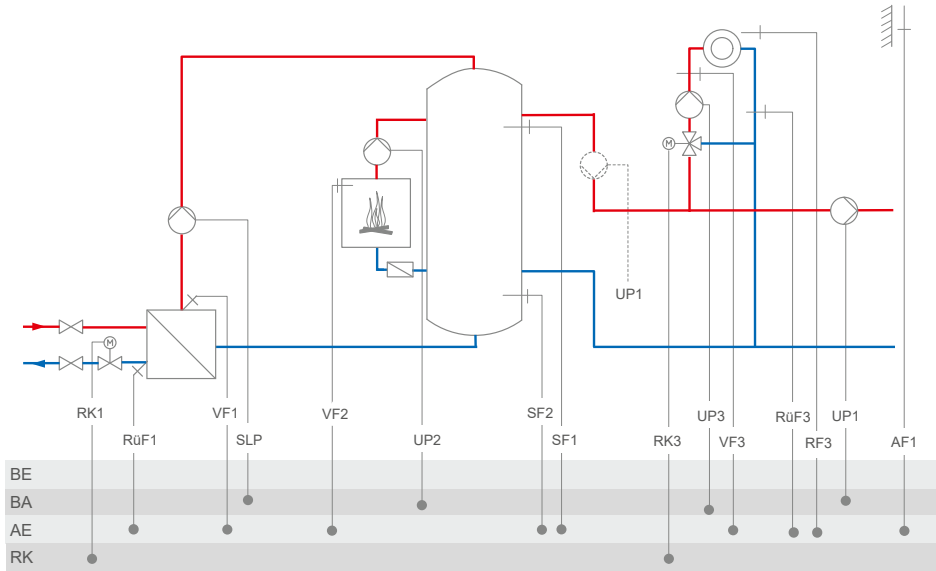 M
UP1
M
RK1
RüF1
VF1
SLP
VF2
UP2
SF2
SF1
RK3
UP3
VF3
RüF3
RF3
UP1
AF1
BE
BA
AE
RK